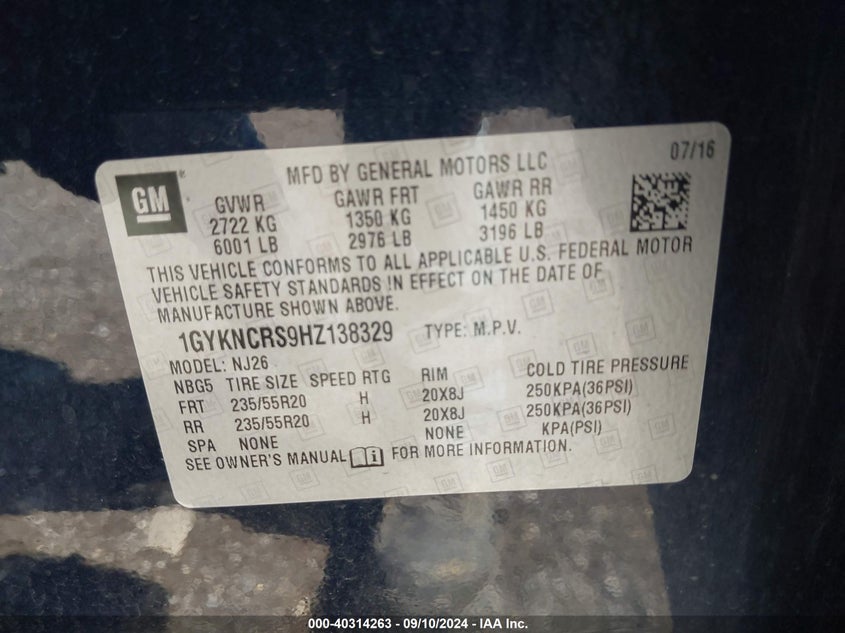 07/16
MFD BY GENERAL MOTORS LLC
GM®
GVWR GAWR FRT GAWR RR
2722 KG 1350 KG 1450 KG
6001 LB 2976 LB 3196 LB
THIS VEHICLE CONFORMS TO ALL APPLICABLE U.S. FEDERAL MOTOR
VEHICLE SAFETY STANDARDS IN EFFECT ON THE DATE OF
MANUFACTURE SHOWN ABOVE.
1GYKNCRS9HZ138329 TYPE: M.P.V.
MODEL: NJ26
NBG5 TIRE SIZE SPEED RTG RIM COLD TIRE PRESSURE
FRT 235/55R20 H 20X8J 250KPA(36PSI)
RR 235/55R20 H 20X8J 250KPA(36PSI)
SPA NONE NONE KPA(PSI)
SEE OWNER'S MANUAL FOR MORE INFORMATION.
000-40314263 - 09/10/2024 - IAA Inc.